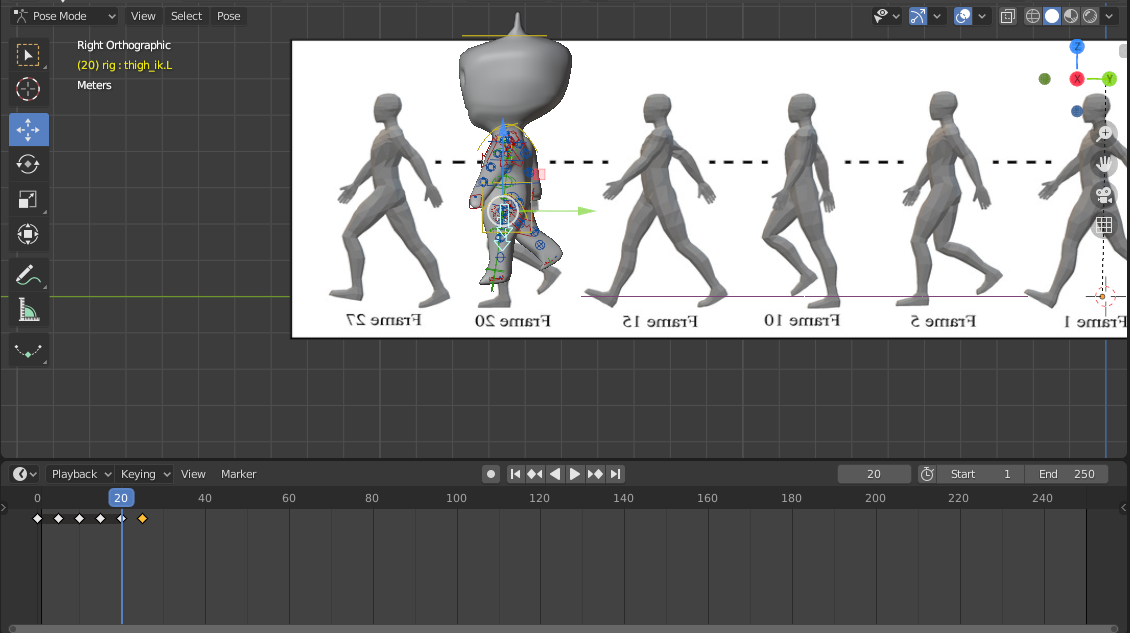 Pose Mode View Select Pose
Right Orthographic
(20) rig : thigh_ik.L
Meters
Z
X Y
Frame 27 Frame 20 Frame 15 Frame 10 Frame 5 Frame 1
Playback Keying View Marker 20 Start 1 End 250
0 20 40 60 80 100 120 140 160 180 200 220 240